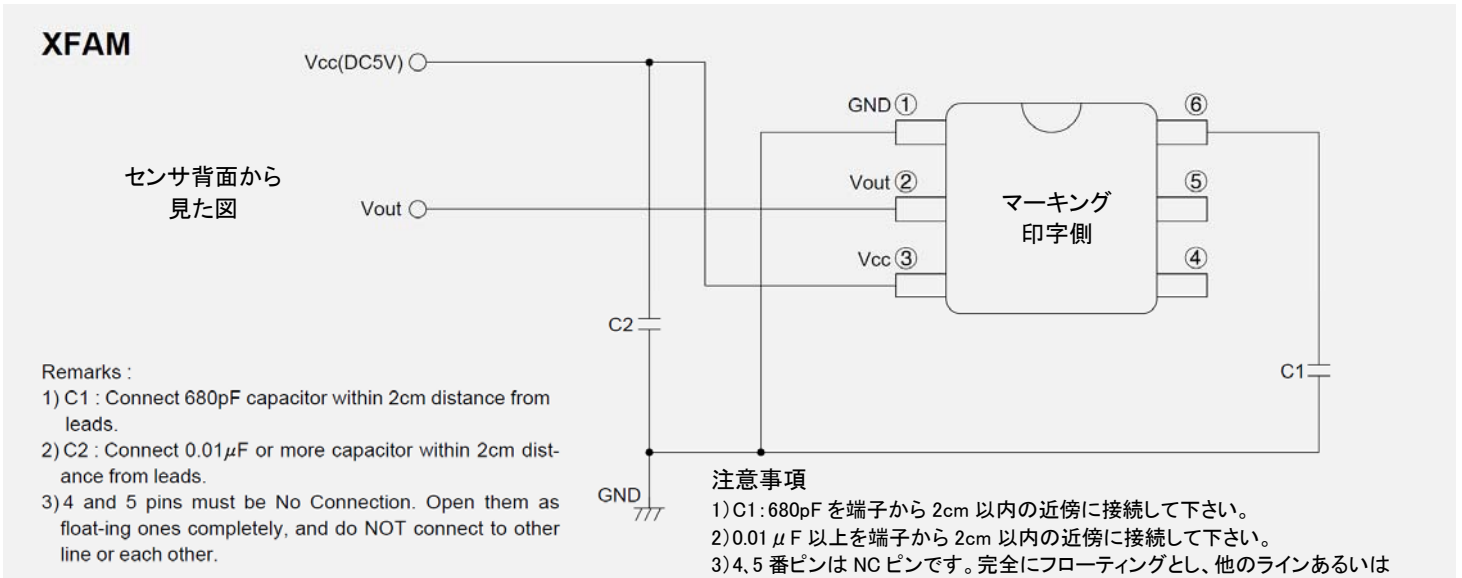 XFAM
Vcc(DC5V)
センサ背面から
見た図
Vout
GND①
Vout②
Vcc③
⑥
⑤
④
マーキング
印字側
C2
C1
GND
Remarks :
1) C1 : Connect 680pF capacitor within 2cm distance from
leads.
2) C2 : Connect 0.01μF or more capacitor within 2cm dist-
ance from leads.
3) 4 and 5 pins must be No Connection. Open them as
float-ing ones completely, and do NOT connect to other
line or each other.
注意事項
1)C1:680pF を端子から 2cm 以内の近傍に接続して下さい。
2)0.01 μ F 以上を端子から 2cm 以内の近傍に接続して下さい。
3)4、5 番ピンは NC ピンです。完全にフローティングとし、他のラインあるいは